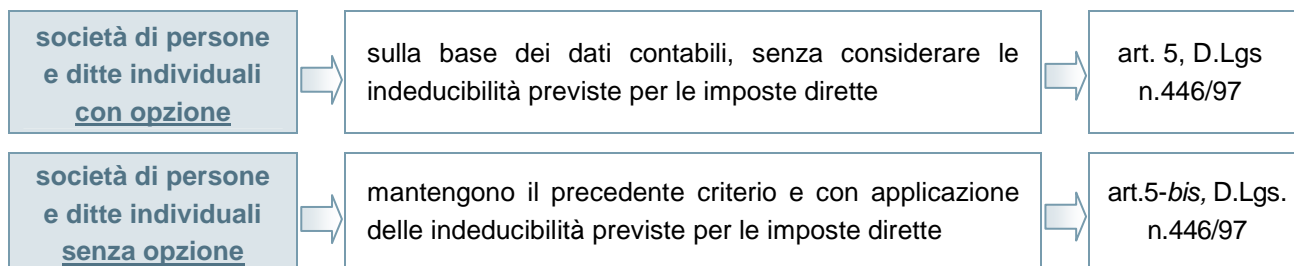 società di persone
e ditte individuali
con opzione
sulla base dei dati contabili, senza considerare le
indeducibilità previste per le imposte dirette
art. 5, D.Lgs
n.446/97
società di persone
e ditte individuali
senza opzione
mantengono il precedente criterio e con applicazione
delle indeducibilità previste per le imposte dirette
art.5-bis, D.Lgs.
n.446/97